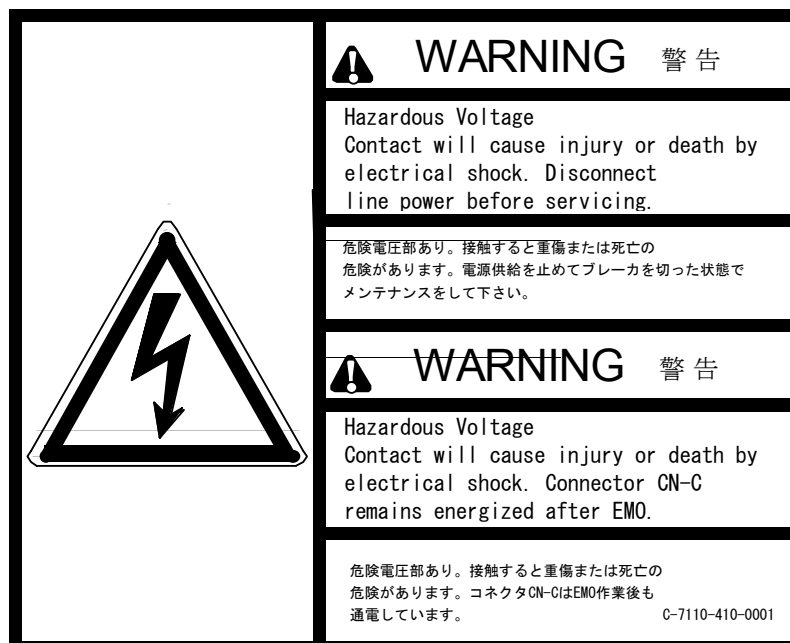 WARNING 警告
Hazardous Voltage
Contact will cause injury or death by
electrical shock. Disconnect
line power before servicing.
危険電圧部あり。接触すると重傷または死亡の
危険があります。電源供給を止めてブレーカを切った状態で
メンテナンスをして下さい。
WARNING 警告
Hazardous Voltage
Contact will cause injury or death by
electrical shock. Connector CN-C
remains energized after EMO.
危険電圧部あり。接触すると重傷または死亡の
危険があります。コネクタCN-CはEMO作業後も
通電しています。 C-7110-410-0001